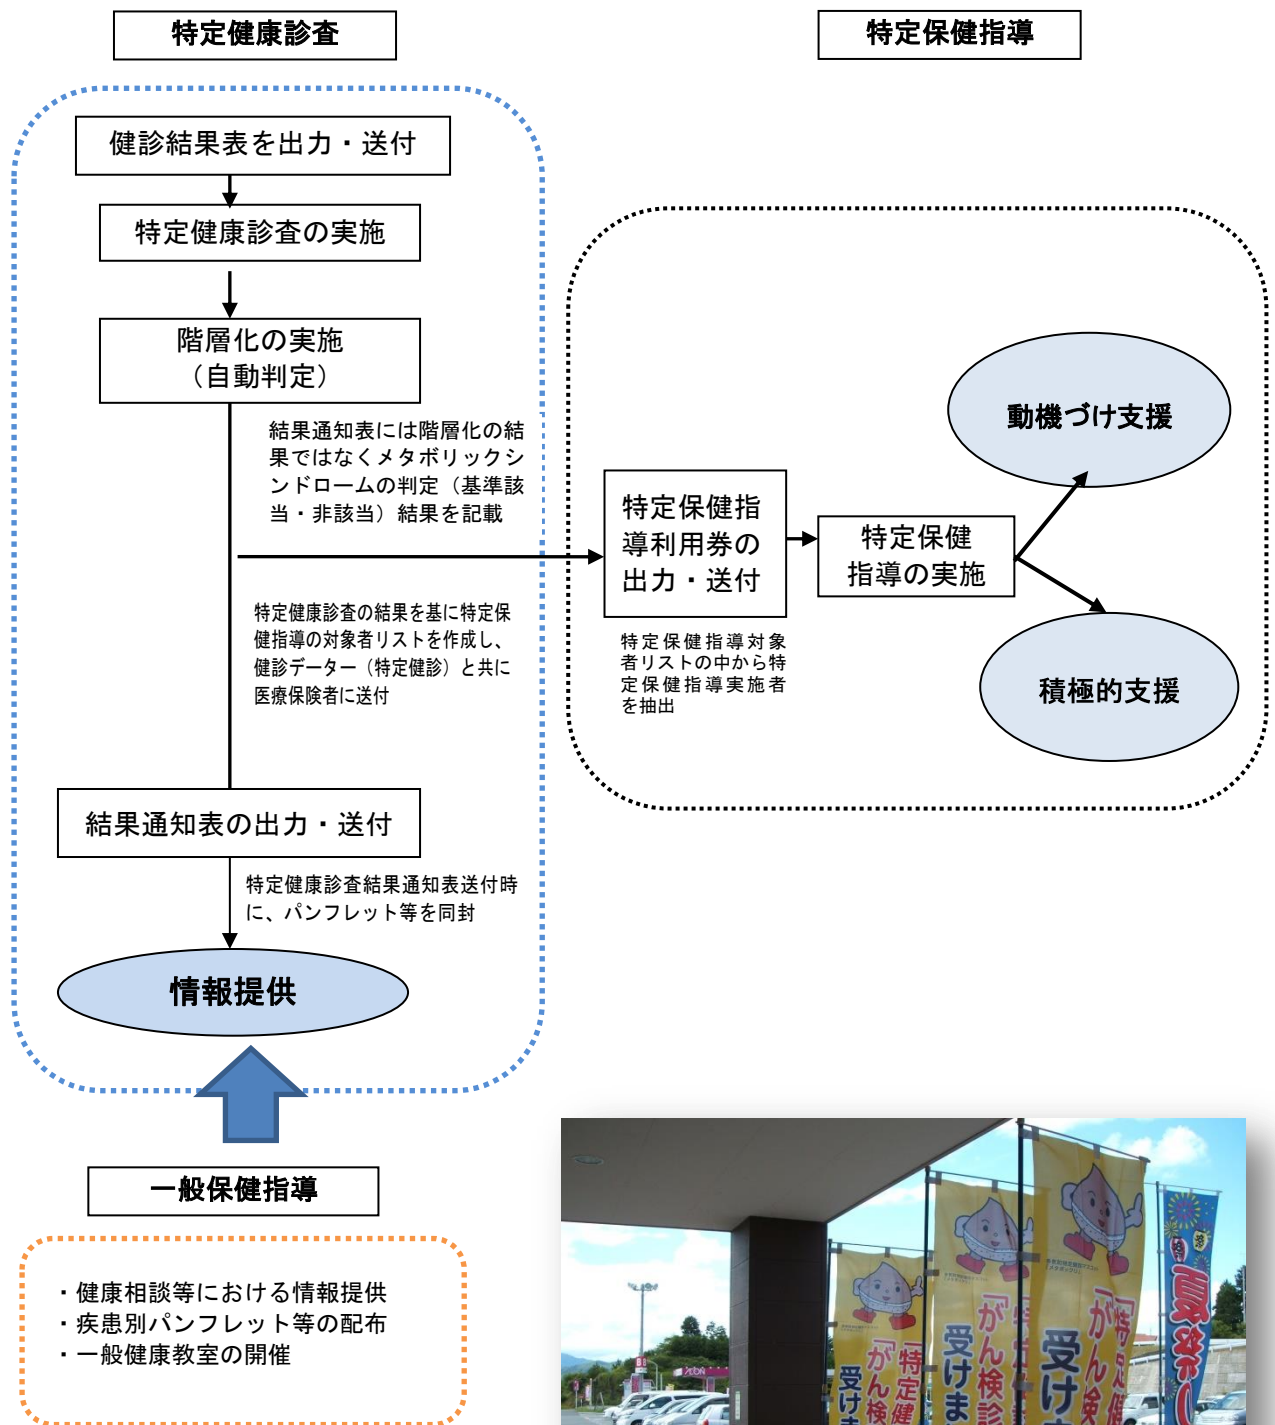 特定健康診査
特定保健指導
健診結果表を出力・送付
特定健康診査の実施
階層化の実施
（自動判定）
結果通知表には階層化の結
果ではなくメタボリックシ
ンドロームの判定（基準該
当・非該当）結果を記載
特定健康診査の結果を基に特定保
健指導の対象者リストを作成し、
健診データー（特定健診）と共に
医療保険者に送付
結果通知表の出力・送付
特定健康診査結果通知表送付時
に、パンフレット等を同封
情報提供
特定保健指
導利用券の
出力・送付
特定保健指導対象
者リストの中から特
定保健指導実施者
を抽出
特定保健
指導の実施
動機づけ支援
積極的支援
一般保健指導
・健康相談等における情報提供
・疾患別パンフレット等の配布
・一般健康教室の開催
「特定健
「がん検
受けま
「がん検診
受けま
「特定健
がん検
受けま
夏祭り